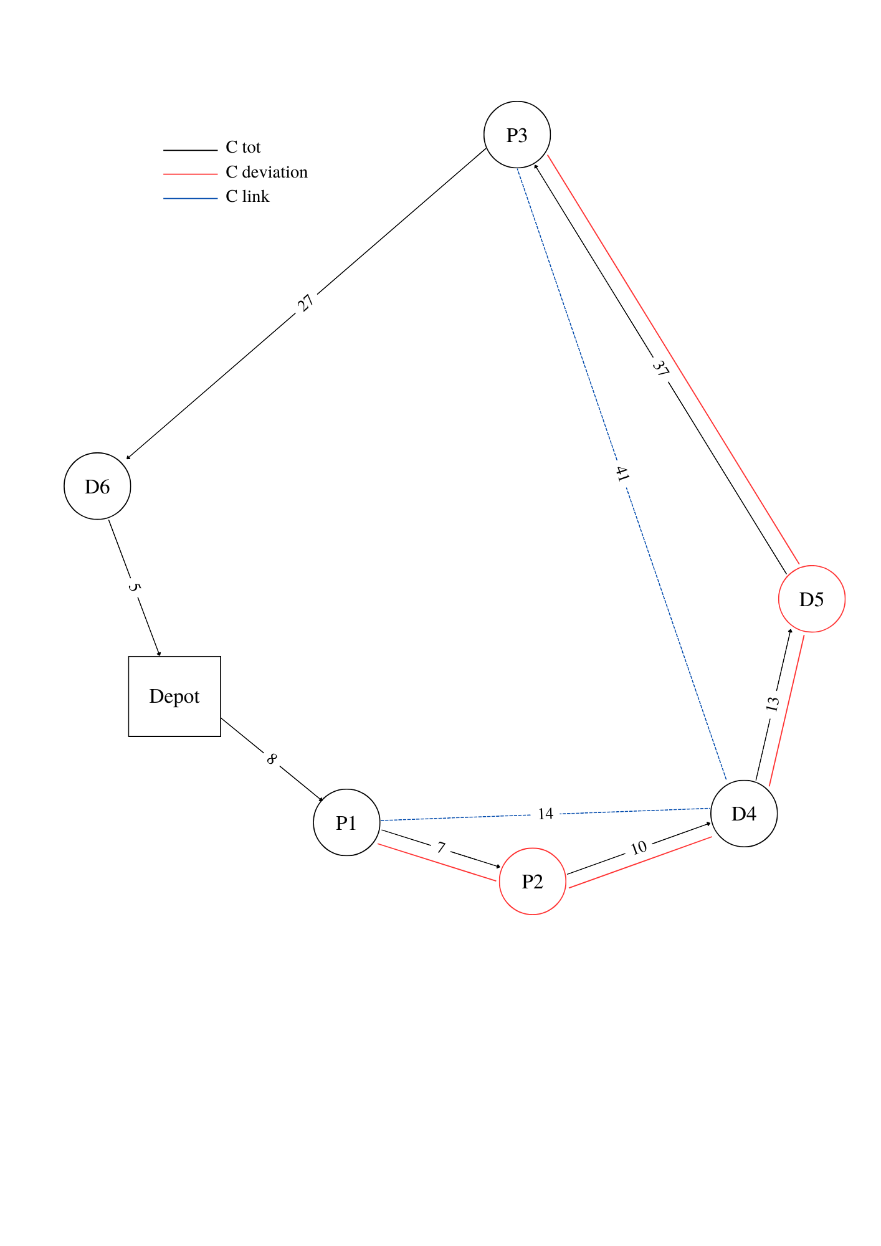 P3
C tot
C deviation
C link
27
37
41
D6
5
D5
Depot
13
8
14
D4
P1
7
10
P2